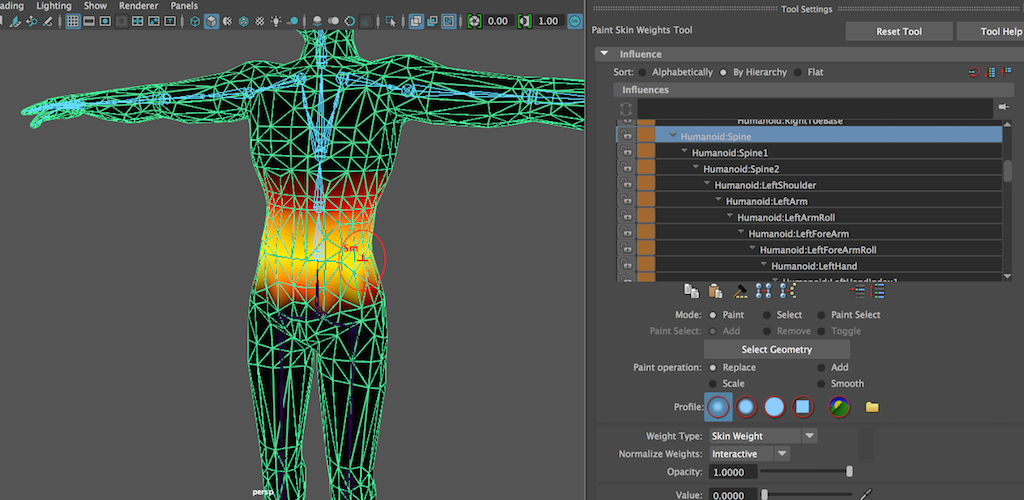 ading Lighting Show Renderer Panels
0.00 1.00
Sm
persp
Tool Settings
Paint Skin Weights Tool Reset Tool Tool Help
Influence
Sort: Alphabetically By Hierarchy Flat
Influences
Humanoid:RightToeBase
Humanoid:Spine
Humanoid:Spine1
Humanoid:Spine2
Humanoid:LeftShoulder
Humanoid:LeftArm
Humanoid:LeftArmRoll
Humanoid:LeftForeArm
Humanoid:LeftForeArmRoll
Humanoid:LeftHand
Humanoid:LeftHandIndex1
Mode: Paint Select Paint Select
Paint Select: Add Remove Toggle
Select Geometry
Paint operation: Replace Add
Scale Smooth
Profile:
Weight Type: Skin Weight
Normalize Weights: Interactive
Opacity: 1.0000
Value: 0.0000